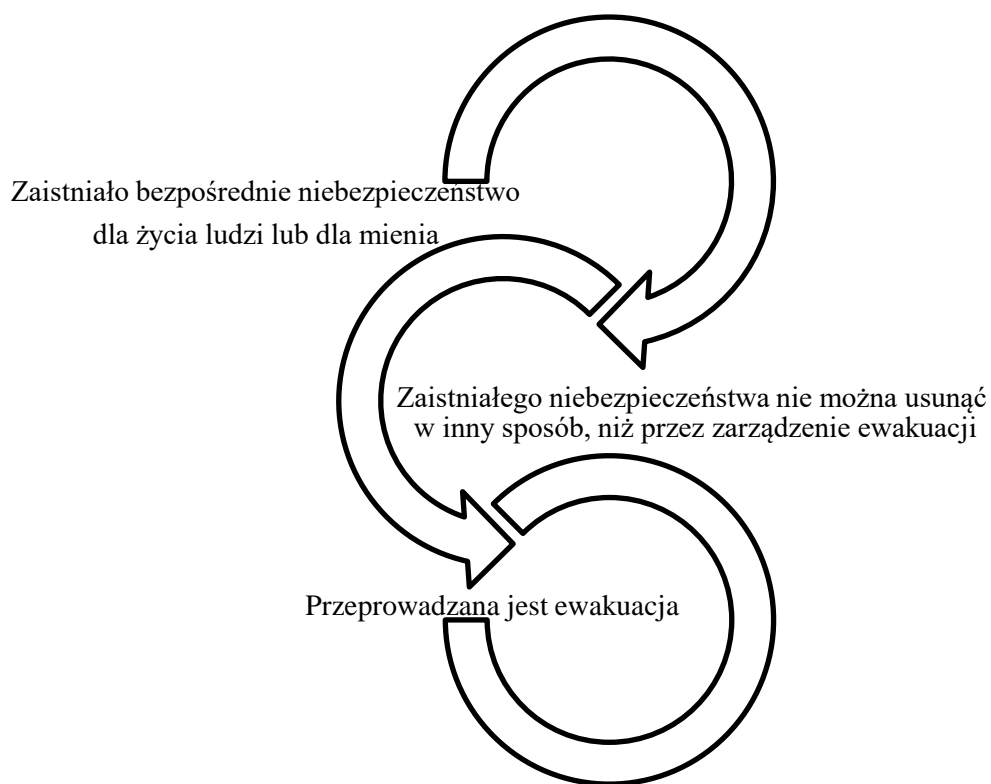 Zaistniało bezpośrednie niebezpieczeństwo
dla życia ludzi lub dla mienia
Zaistniałego niebezpieczeństwa nie można usunąć
w inny sposób, niż przez zarządzenie ewakuacji
Przeprowadzana jest ewakuacja